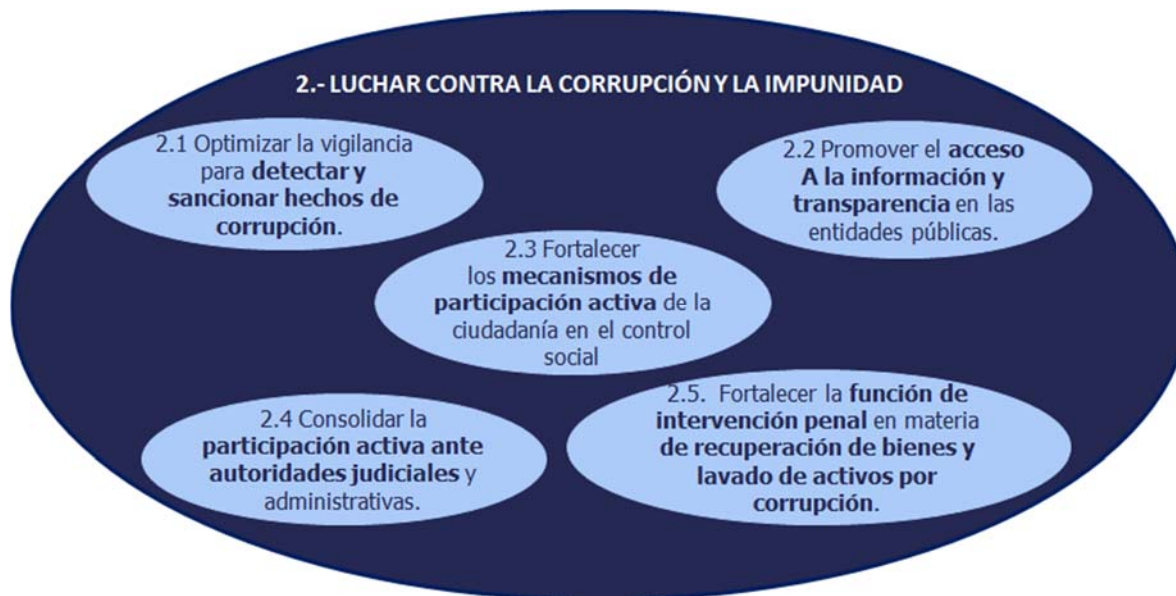 2.- LUCHAR CONTRA LA CORRUPCIÓN Y LA IMPUNIDAD
2.1 Optimizar la vigilancia
para detectar y
sancionar hechos de
corrupción.
2.2 Promover el acceso
A la información y
transparencia en las
entidades públicas.
2.3 Fortalecer
los mecanismos de
participación activa de la
ciudadanía en el control
social
2.4 Consolidar la
participación activa ante
autoridades judiciales y
administrativas.
2.5. Fortalecer la función de
intervención penal en materia
de recuperación de bienes y
lavado de activos por
corrupción.